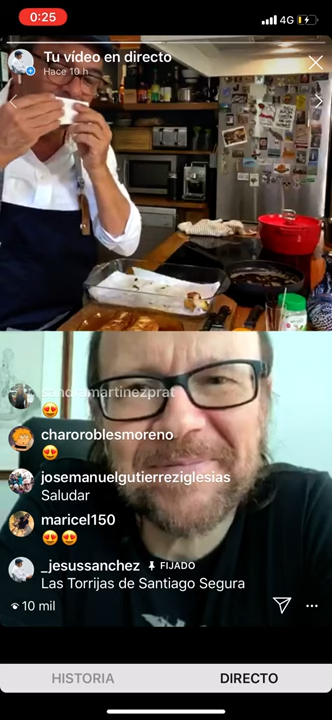 0:25
4G
Tu vídeo en directo
Hace 10 h
sandramartinezprat
charoroblesmoreno
josemanuelgutierreziglesias
Saludar
maricel150
_jesussanchez FIJADO
Las Torrijas de Santiago Segura
10 mil
HISTORIA
DIRECTO